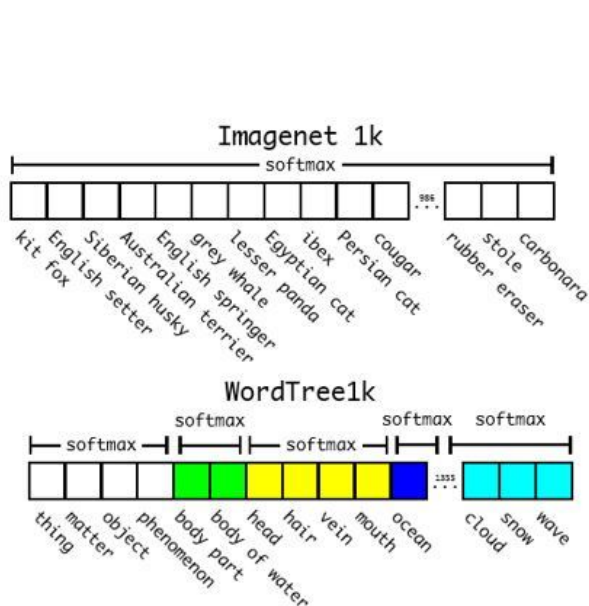 Imagenet 1k
softmax
986
...
kit fox
English setter
Siberian husky
Australian terrier
English springer
grey whale
lesser panda
Egyptian cat
ibex
Persian cat
cougar
rubber eraser
stole
carbonara
WordTree1k
softmax
softmax
softmax
softmax
softmax
1355
...
thing
matter
object
phenomenon
body part
body of water
head
hair
vein
mouth
ocean
cloud
snow
wave